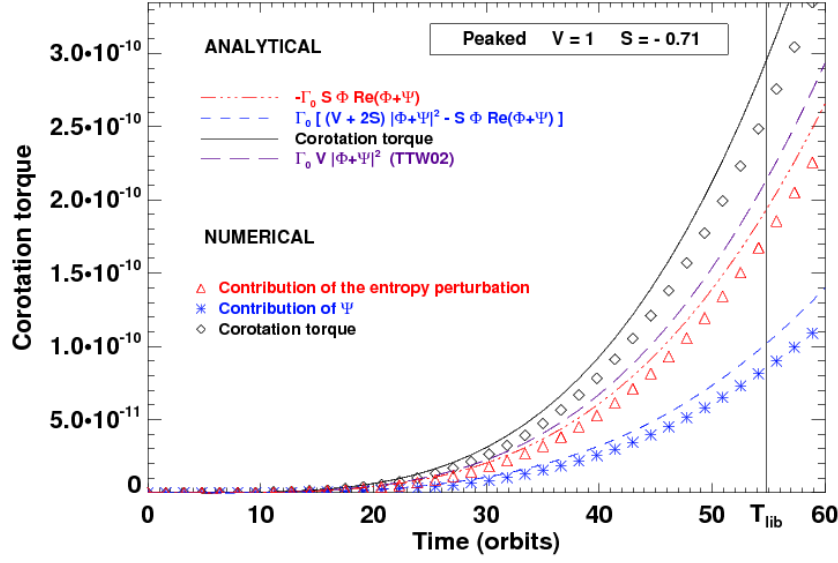 Peaked V = 1 S = - 0.71
ANALYTICAL
-Γ₀ S Φ Re(Φ+Ψ)
Γ₀ [ (V + 2S) |Φ+Ψ|² - S Φ Re(Φ+Ψ) ]
Corotation torque
Γ₀ V |Φ+Ψ|² (TTW02)
NUMERICAL
Contribution of the entropy perturbation
Contribution of Ψ
Corotation torque
Corotation torque
3.0•10⁻¹⁰
2.5•10⁻¹⁰
2.0•10⁻¹⁰
1.5•10⁻¹⁰
1.0•10⁻¹⁰
5.0•10⁻¹¹
0
0 10 20 30 40 50 T_lib 60
Time (orbits)